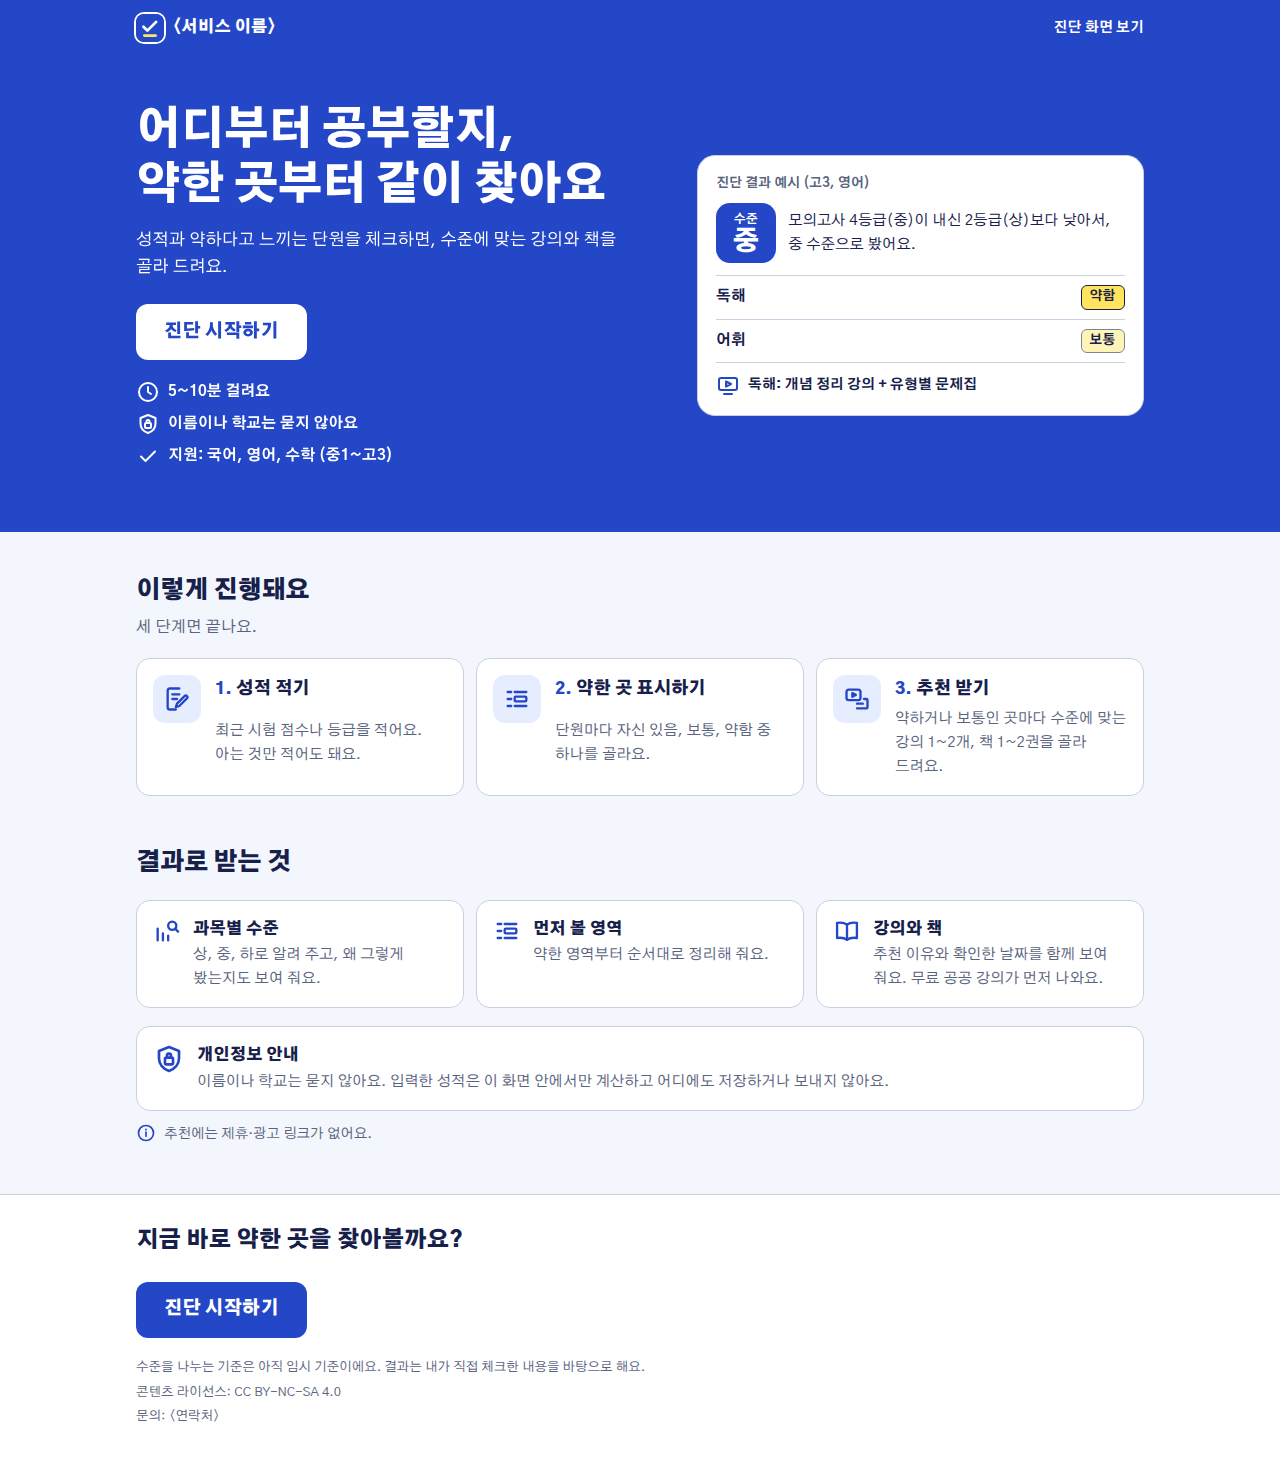 〈서비스 이름〉
진단 화면 보기
어디부터 공부할지,
약한 곳부터 같이 찾아요
성적과 약하다고 느끼는 단원을 체크하면, 수준에 맞는 강의와 책을
골라 드려요.
진단 시작하기
5~10분 걸려요
이름이나 학교는 묻지 않아요
지원: 국어, 영어, 수학 (중1~고3)
진단 결과 예시 (고3, 영어)
수준
중
모의고사 4등급(중)이 내신 2등급(상)보다 낮아서,
중 수준으로 봤어요.
독해
약함
어휘
보통
독해: 개념 정리 강의 + 유형별 문제집
이렇게 진행돼요
세 단계면 끝나요.
1. 성적 적기
최근 시험 점수나 등급을 적어요.
아는 것만 적어도 돼요.
2. 약한 곳 표시하기
단원마다 자신 있음, 보통, 약함 중
하나를 골라요.
3. 추천 받기
약하거나 보통인 곳마다 수준에 맞는
강의 1~2개, 책 1~2권을 골라
드려요.
결과로 받는 것
과목별 수준
상, 중, 하로 알려 주고, 왜 그렇게
봤는지도 보여 줘요.
먼저 볼 영역
약한 영역부터 순서대로 정리해 줘요.
강의와 책
추천 이유와 확인한 날짜를 함께 보여
줘요. 무료 공공 강의가 먼저 나와요.
개인정보 안내
이름이나 학교는 묻지 않아요. 입력한 성적은 이 화면 안에서만 계산하고 어디에도 저장하거나 보내지 않아요.
추천에는 제휴·광고 링크가 없어요.
지금 바로 약한 곳을 찾아볼까요?
진단 시작하기
수준을 나누는 기준은 아직 임시 기준이에요. 결과는 내가 직접 체크한 내용을 바탕으로 해요.
콘텐츠 라이선스: CC BY-NC-SA 4.0
문의: 〈연락처〉